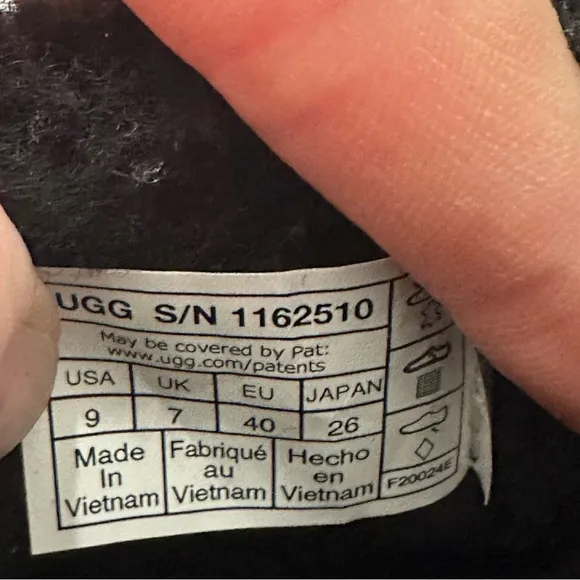 UGG S/N 1162510
May be covered by Pat:
www.ugg.com/patents
USA UK EU JAPAN
9 7 40 26
Made In Vietnam
Fabriqué au Vietnam
Hecho en Vietnam
F20024E